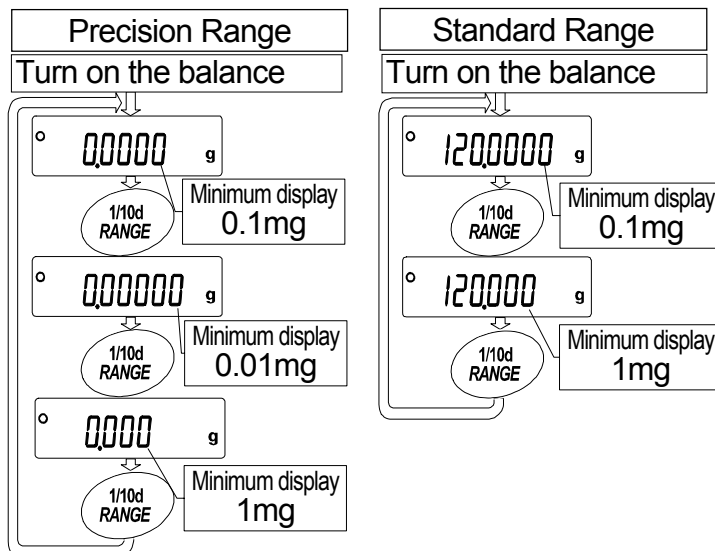 Precision Range
Turn on the balance
0.0000 g
1/10d
RANGE
Minimum display
0.1mg
0.00000 g
1/10d
RANGE
Minimum display
0.01mg
0.000 g
1/10d
RANGE
Minimum display
1mg
Standard Range
Turn on the balance
120.0000 g
1/10d
RANGE
Minimum display
0.1mg
120.000 g
1/10d
RANGE
Minimum display
1mg